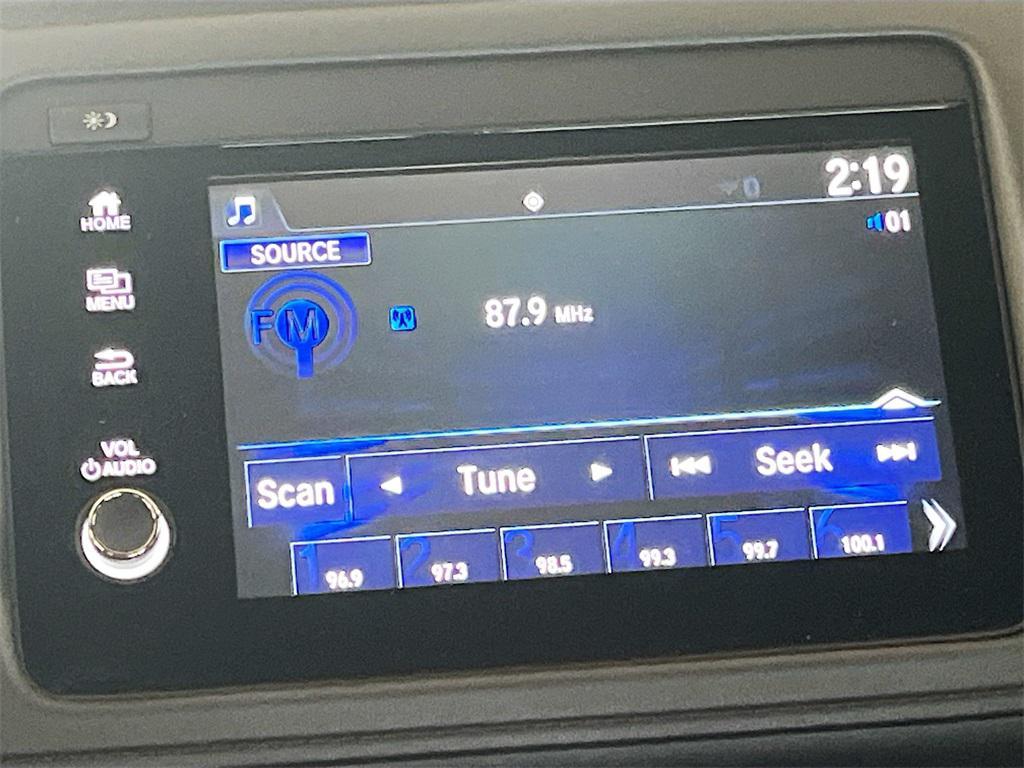 2:19
HOME
01
SOURCE
FM
87.9 MHz
MENU
BACK
VOL
AUDIO
Scan
Tune
Seek
1 96.9
2 97.3
3 98.5
4 99.3
5 99.7
6 100.1